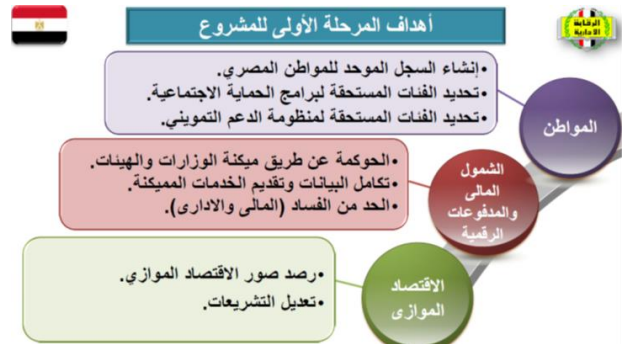 أهداف المرحلة الأولى للمشروع
الرقابة
الادارية
•إنشاء السجل الموحد للمواطن المصري.
•تحديد الفئات المستحقة لبرامج الحماية الاجتماعية.
•تحديد الفئات المستحقة لمنظومة الدعم التمويني.
المواطن
•الحوكمة عن طريق ميكنة الوزارات والهيئات.
•تكامل البيانات وتقديم الخدمات المميكنة.
•الحد من الفساد (المالى والادارى).
الشمول
المالى
والمدفوعات
الرقمية
•رصد صور الاقتصاد الموازي.
•تعديل التشريعات.
الاقتصاد
الموازى